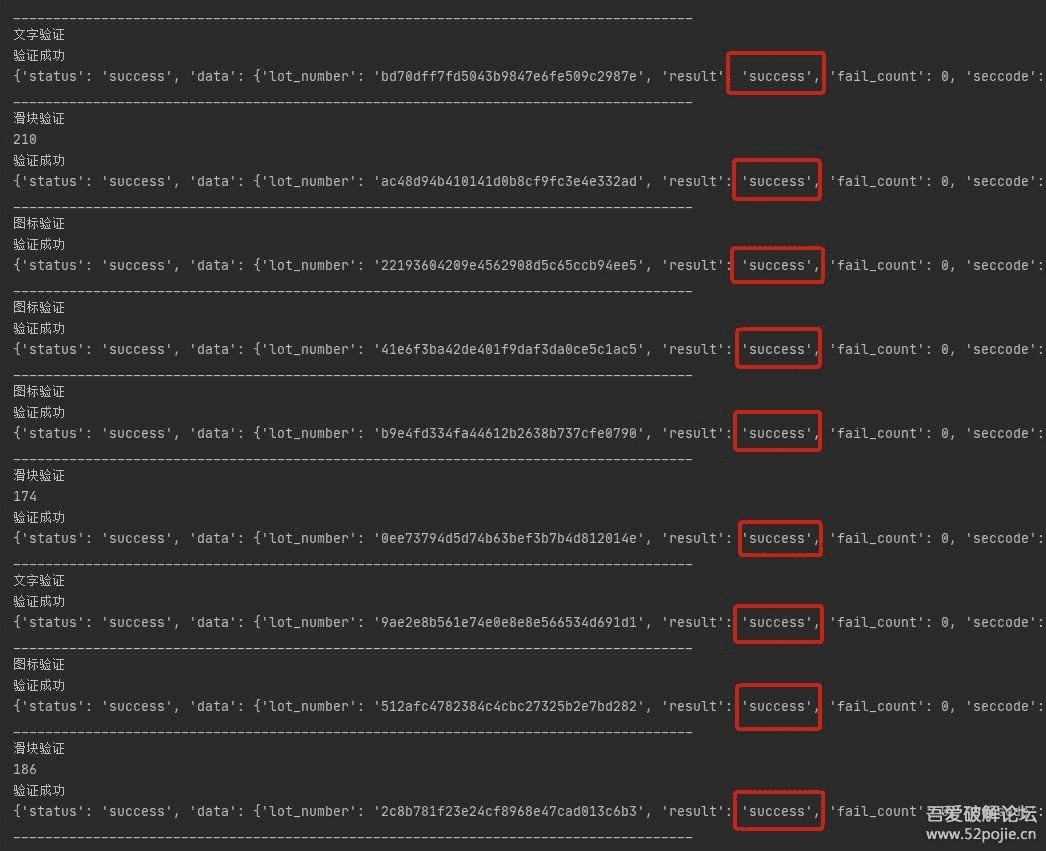 --------------------------------------------------------------------------------------
文字验证
验证成功
{'status': 'success', 'data': {'lot_number': 'bd70dff7fd5043b9847e6fe509c2987e', 'result': 'success', 'fail_count': 0, 'seccode':
--------------------------------------------------------------------------------------
滑块验证
210
验证成功
{'status': 'success', 'data': {'lot_number': 'ac48d94b410141d0b8cf9fc3e4e332ad', 'result': 'success', 'fail_count': 0, 'seccode':
--------------------------------------------------------------------------------------
图标验证
验证成功
{'status': 'success', 'data': {'lot_number': '22193604209e4562908d5c65ccb94ee5', 'result': 'success', 'fail_count': 0, 'seccode':
--------------------------------------------------------------------------------------
图标验证
验证成功
{'status': 'success', 'data': {'lot_number': '41e6f3ba42de401f9daf3da0ce5c1ac5', 'result': 'success', 'fail_count': 0, 'seccode':
--------------------------------------------------------------------------------------
图标验证
验证成功
{'status': 'success', 'data': {'lot_number': 'b9e4fd334fa44612b2638b737cfe0790', 'result': 'success', 'fail_count': 0, 'seccode':
--------------------------------------------------------------------------------------
滑块验证
174
验证成功
{'status': 'success', 'data': {'lot_number': '0ee73794d5d74b63bef3b7b4d812014e', 'result': 'success', 'fail_count': 0, 'seccode':
--------------------------------------------------------------------------------------
文字验证
验证成功
{'status': 'success', 'data': {'lot_number': '9ae2e8b561e74e0e8e8e566534d691d1', 'result': 'success', 'fail_count': 0, 'seccode':
--------------------------------------------------------------------------------------
图标验证
验证成功
{'status': 'success', 'data': {'lot_number': '512afc4782384c4cbc27325b2e7bd282', 'result': 'success', 'fail_count': 0, 'seccode':
--------------------------------------------------------------------------------------
滑块验证
186
验证成功
{'status': 'success', 'data': {'lot_number': '2c8b781f23e24cf8968e47cad013c6b3', 'result': 'success', 'fail_count'
--------------------------------------------------------------------------------------
吾爱破解论坛
www.52pojie.cn